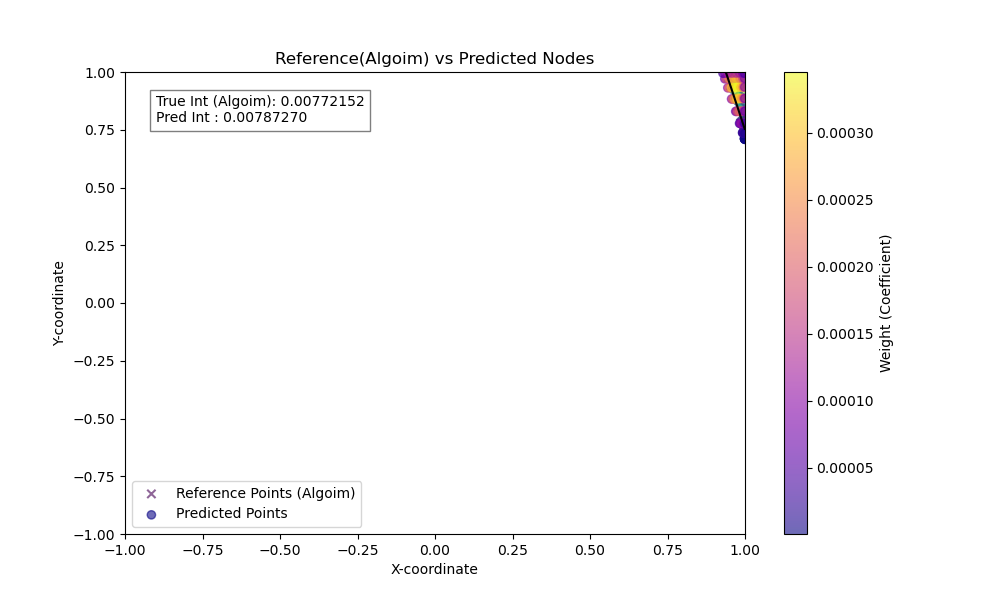 Reference(Algoim) vs Predicted Nodes
True Int (Algoim): 0.00772152
Pred Int : 0.00787270
1.00
0.75
0.50
0.25
0.00
−0.25
−0.50
−0.75
−1.00
Y-coordinate
Reference Points (Algoim)
Predicted Points
−1.00 −0.75 −0.50 −0.25 0.00 0.25 0.50 0.75 1.00
X-coordinate
0.00030
0.00025
0.00020
0.00015
0.00010
0.00005
Weight (Coefficient)